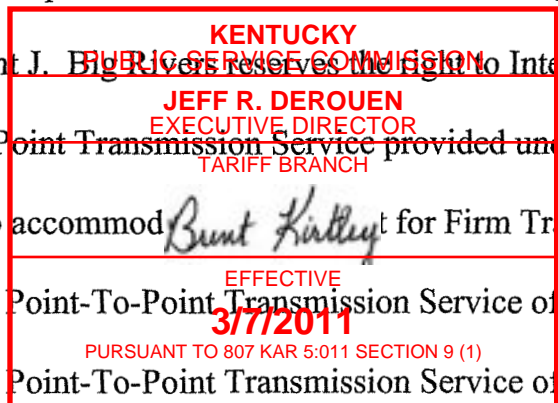 KENTUCKY
PUBLIC SERVICE COMMISSION
t J. Big Rivers reserves the right to Inte
JEFF R. DEROUEN
EXECUTIVE DIRECTOR
Point Transmission Service provided und
TARIFF BRANCH
accommod
Bunt Kirtley
t for Firm Tr
EFFECTIVE
Point-To-Point Transmission Service of
3/7/2011
PURSUANT TO 807 KAR 5:011 SECTION 9 (1)
Point-To-Point Transmission Service of